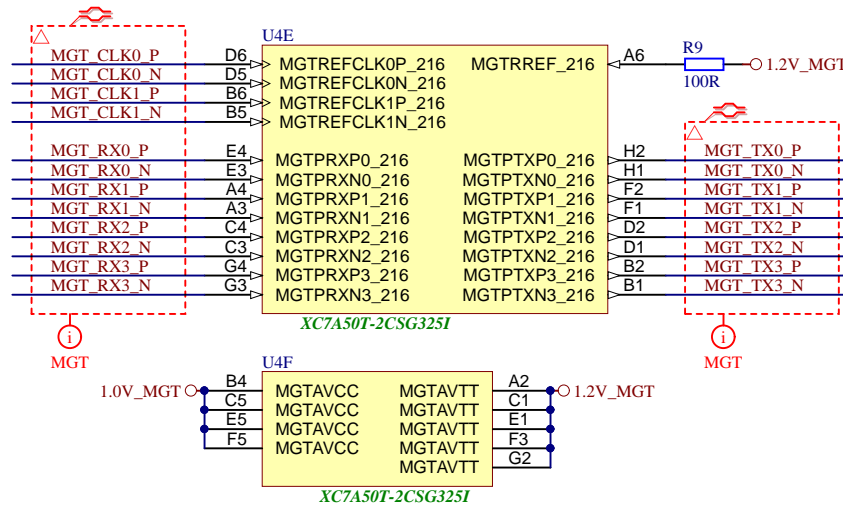 U4E
MGT_CLK0_P D6 MGTREFCLK0P_216 MGTRREF_216 A6 R9 100R 1.2V_MGT
MGT_CLK0_N D5 MGTREFCLK0N_216
MGT_CLK1_P B6 MGTREFCLK1P_216
MGT_CLK1_N B5 MGTREFCLK1N_216
MGT_RX0_P E4 MGTPRXP0_216 MGTPTXP0_216 H2 MGT_TX0_P
MGT_RX0_N E3 MGTPRXN0_216 MGTPTXN0_216 H1 MGT_TX0_N
MGT_RX1_P A4 MGTPRXP1_216 MGTPTXP1_216 F2 MGT_TX1_P
MGT_RX1_N A3 MGTPRXN1_216 MGTPTXN1_216 F1 MGT_TX1_N
MGT_RX2_P C4 MGTPRXP2_216 MGTPTXP2_216 D2 MGT_TX2_P
MGT_RX2_N C3 MGTPRXN2_216 MGTPTXN2_216 D1 MGT_TX2_N
MGT_RX3_P G4 MGTPRXP3_216 MGTPTXP3_216 B2 MGT_TX3_P
MGT_RX3_N G3 MGTPRXN3_216 MGTPTXN3_216 B1 MGT_TX3_N
XC7A50T-2CSG325I
i i
MGT MGT
U4F
1.0V_MGT B4 MGTAVCC MGTAVTT A2 1.2V_MGT
C5 MGTAVCC MGTAVTT C1
E5 MGTAVCC MGTAVTT E1
F5 MGTAVCC MGTAVTT F3
MGTAVTT G2
XC7A50T-2CSG325I